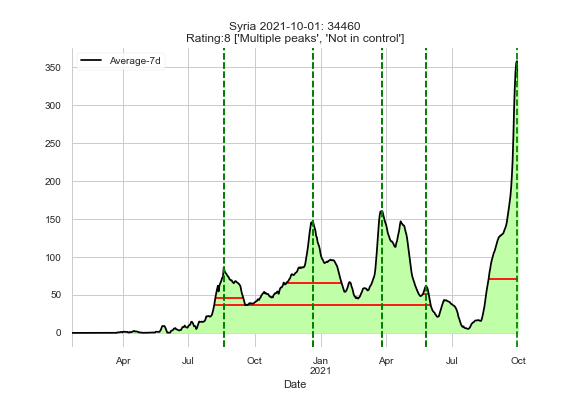 Syria 2021-10-01: 34460
Rating:8 ['Multiple peaks', 'Not in control']
Average-7d
350
300
250
200
150
100
50
0
Apr
Jul
Oct
Jan
2021
Apr
Jul
Oct
Date